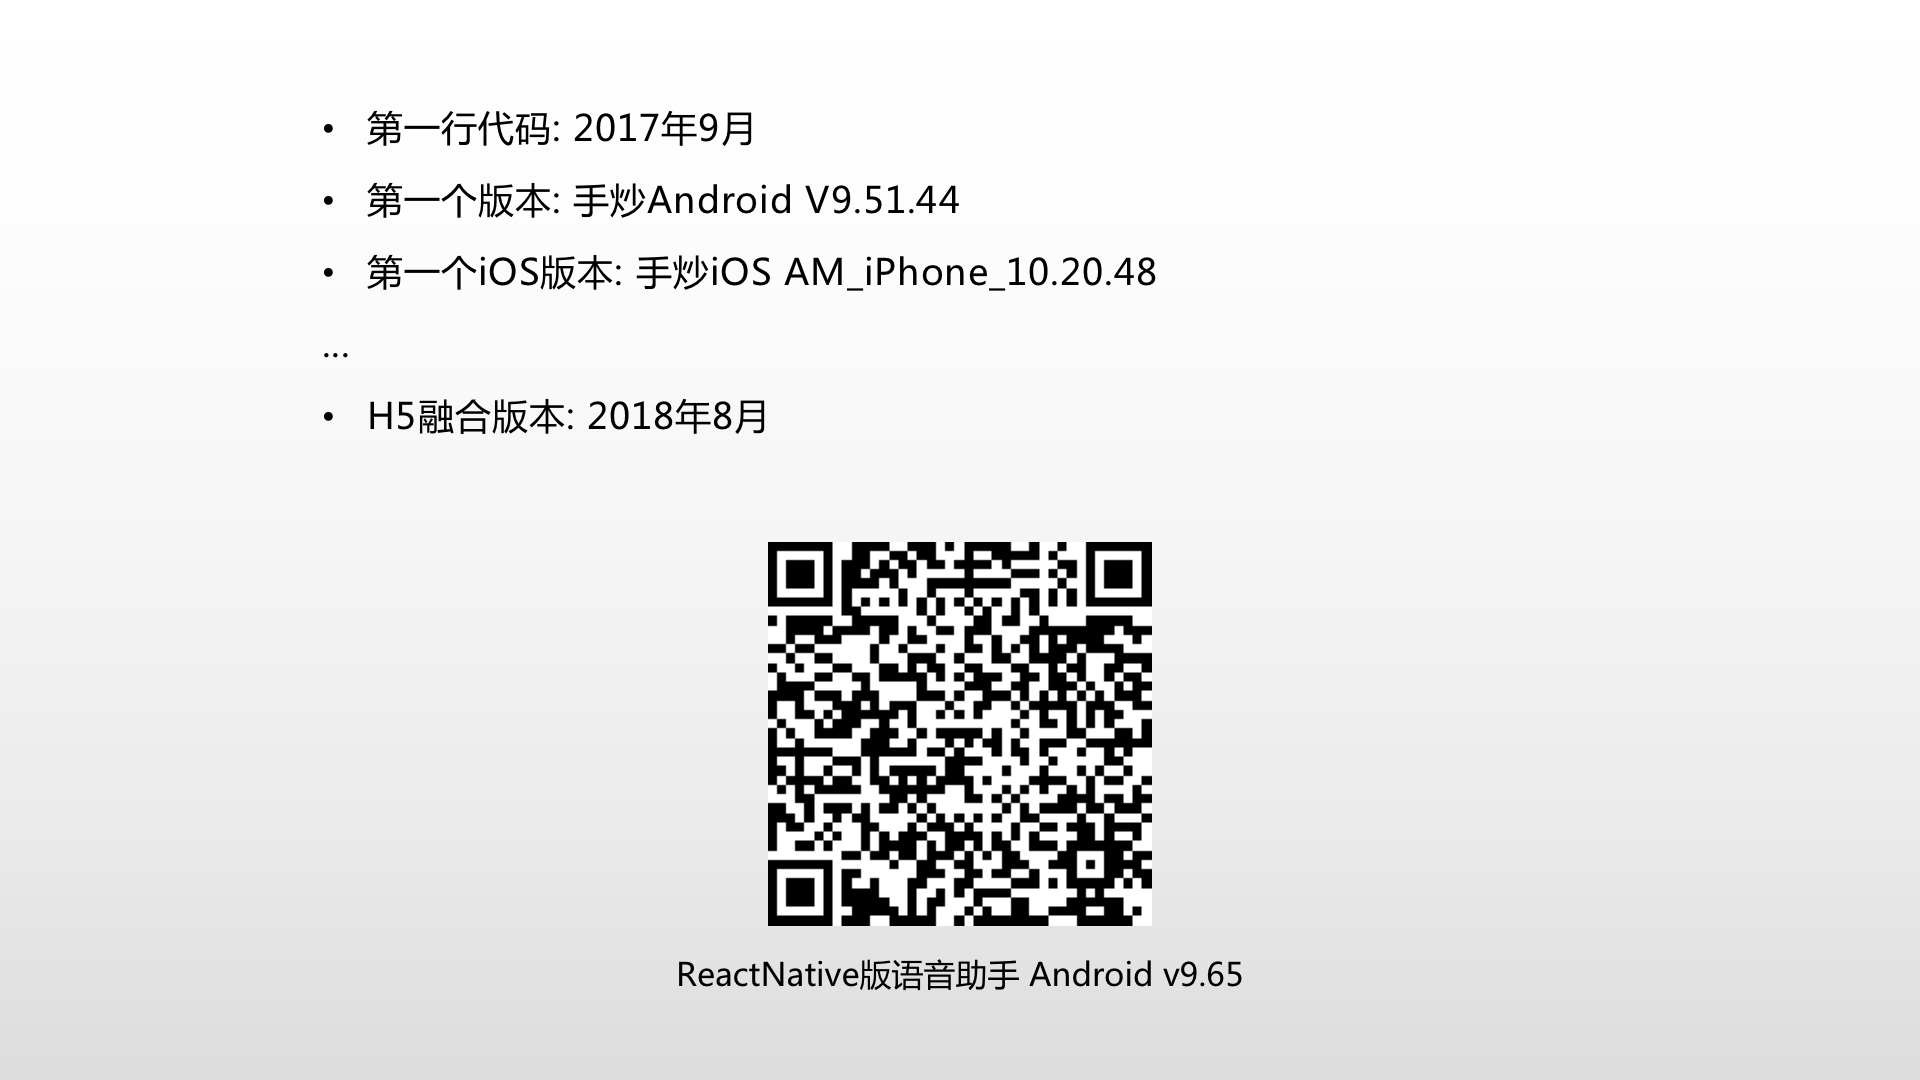 • 第一行代码: 2017年9月
• 第一个版本: 手炒Android V9.51.44
• 第一个iOS版本: 手炒iOS AM_iPhone_10.20.48
...
• H5融合版本: 2018年8月
ReactNative版语音助手 Android v9.65